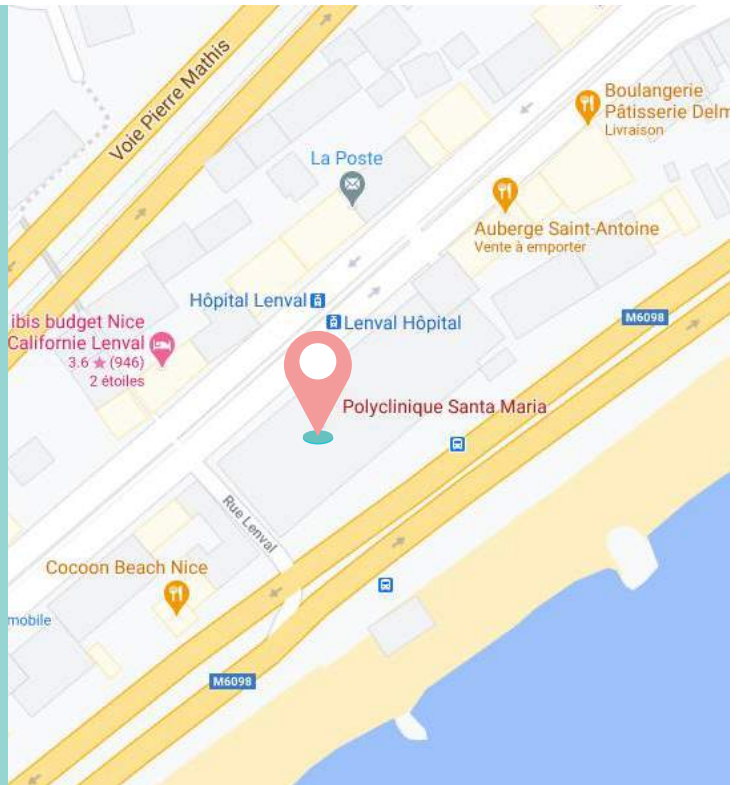 Voie Pierre Mathis
Boulangerie
Pâtisserie Delm
Livraison
La Poste
Auberge Saint-Antoine
Vente à emporter
Hôpital Lenval
Lenval Hôpital
M6098
ibis budget Nice
Californie Lenval
3.6 ★ (946)
2 étoiles
Polyclinique Santa Maria
Rue Lenval
Cocoon Beach Nice
mobile
M6098